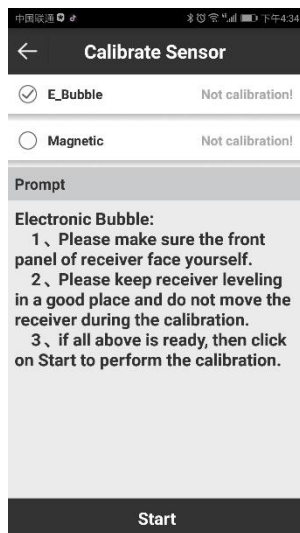 中国联通 下午4:34
Calibrate Sensor
E_Bubble Not calibration!
Magnetic Not calibration!
Prompt
Electronic Bubble:
1、Please make sure the front
panel of receiver face yourself.
2、Please keep receiver leveling
in a good place and do not move the
receiver during the calibration.
3、if all above is ready, then click
on Start to perform the calibration.
Start